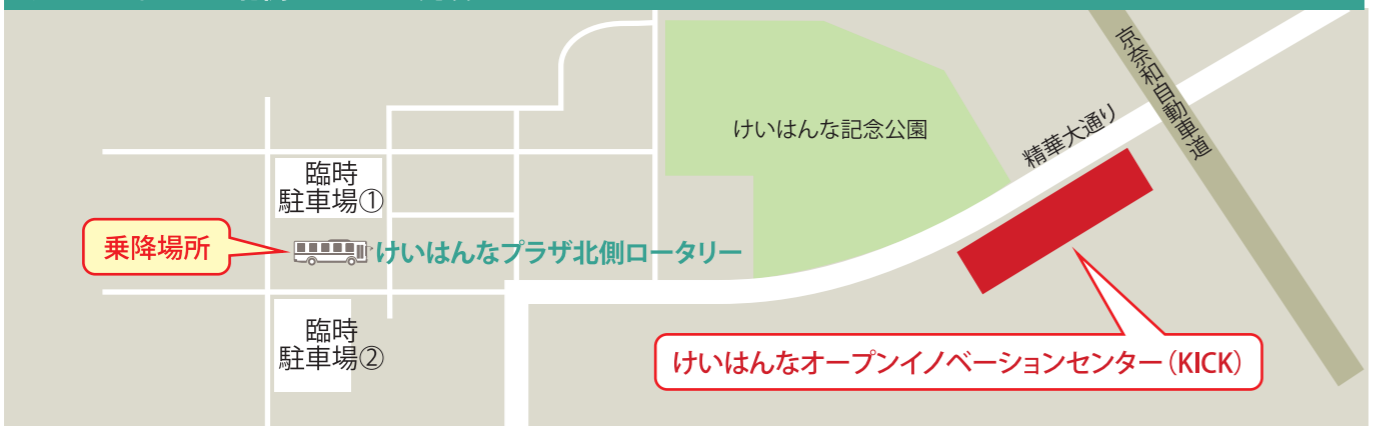 京奈和自動車道
けいはんな記念公園
精華大通り
臨時
駐車場①
乗降場所
けいはんなプラザ北側ロータリー
臨時
駐車場②
けいはんなオープンイノベーションセンター(KICK)